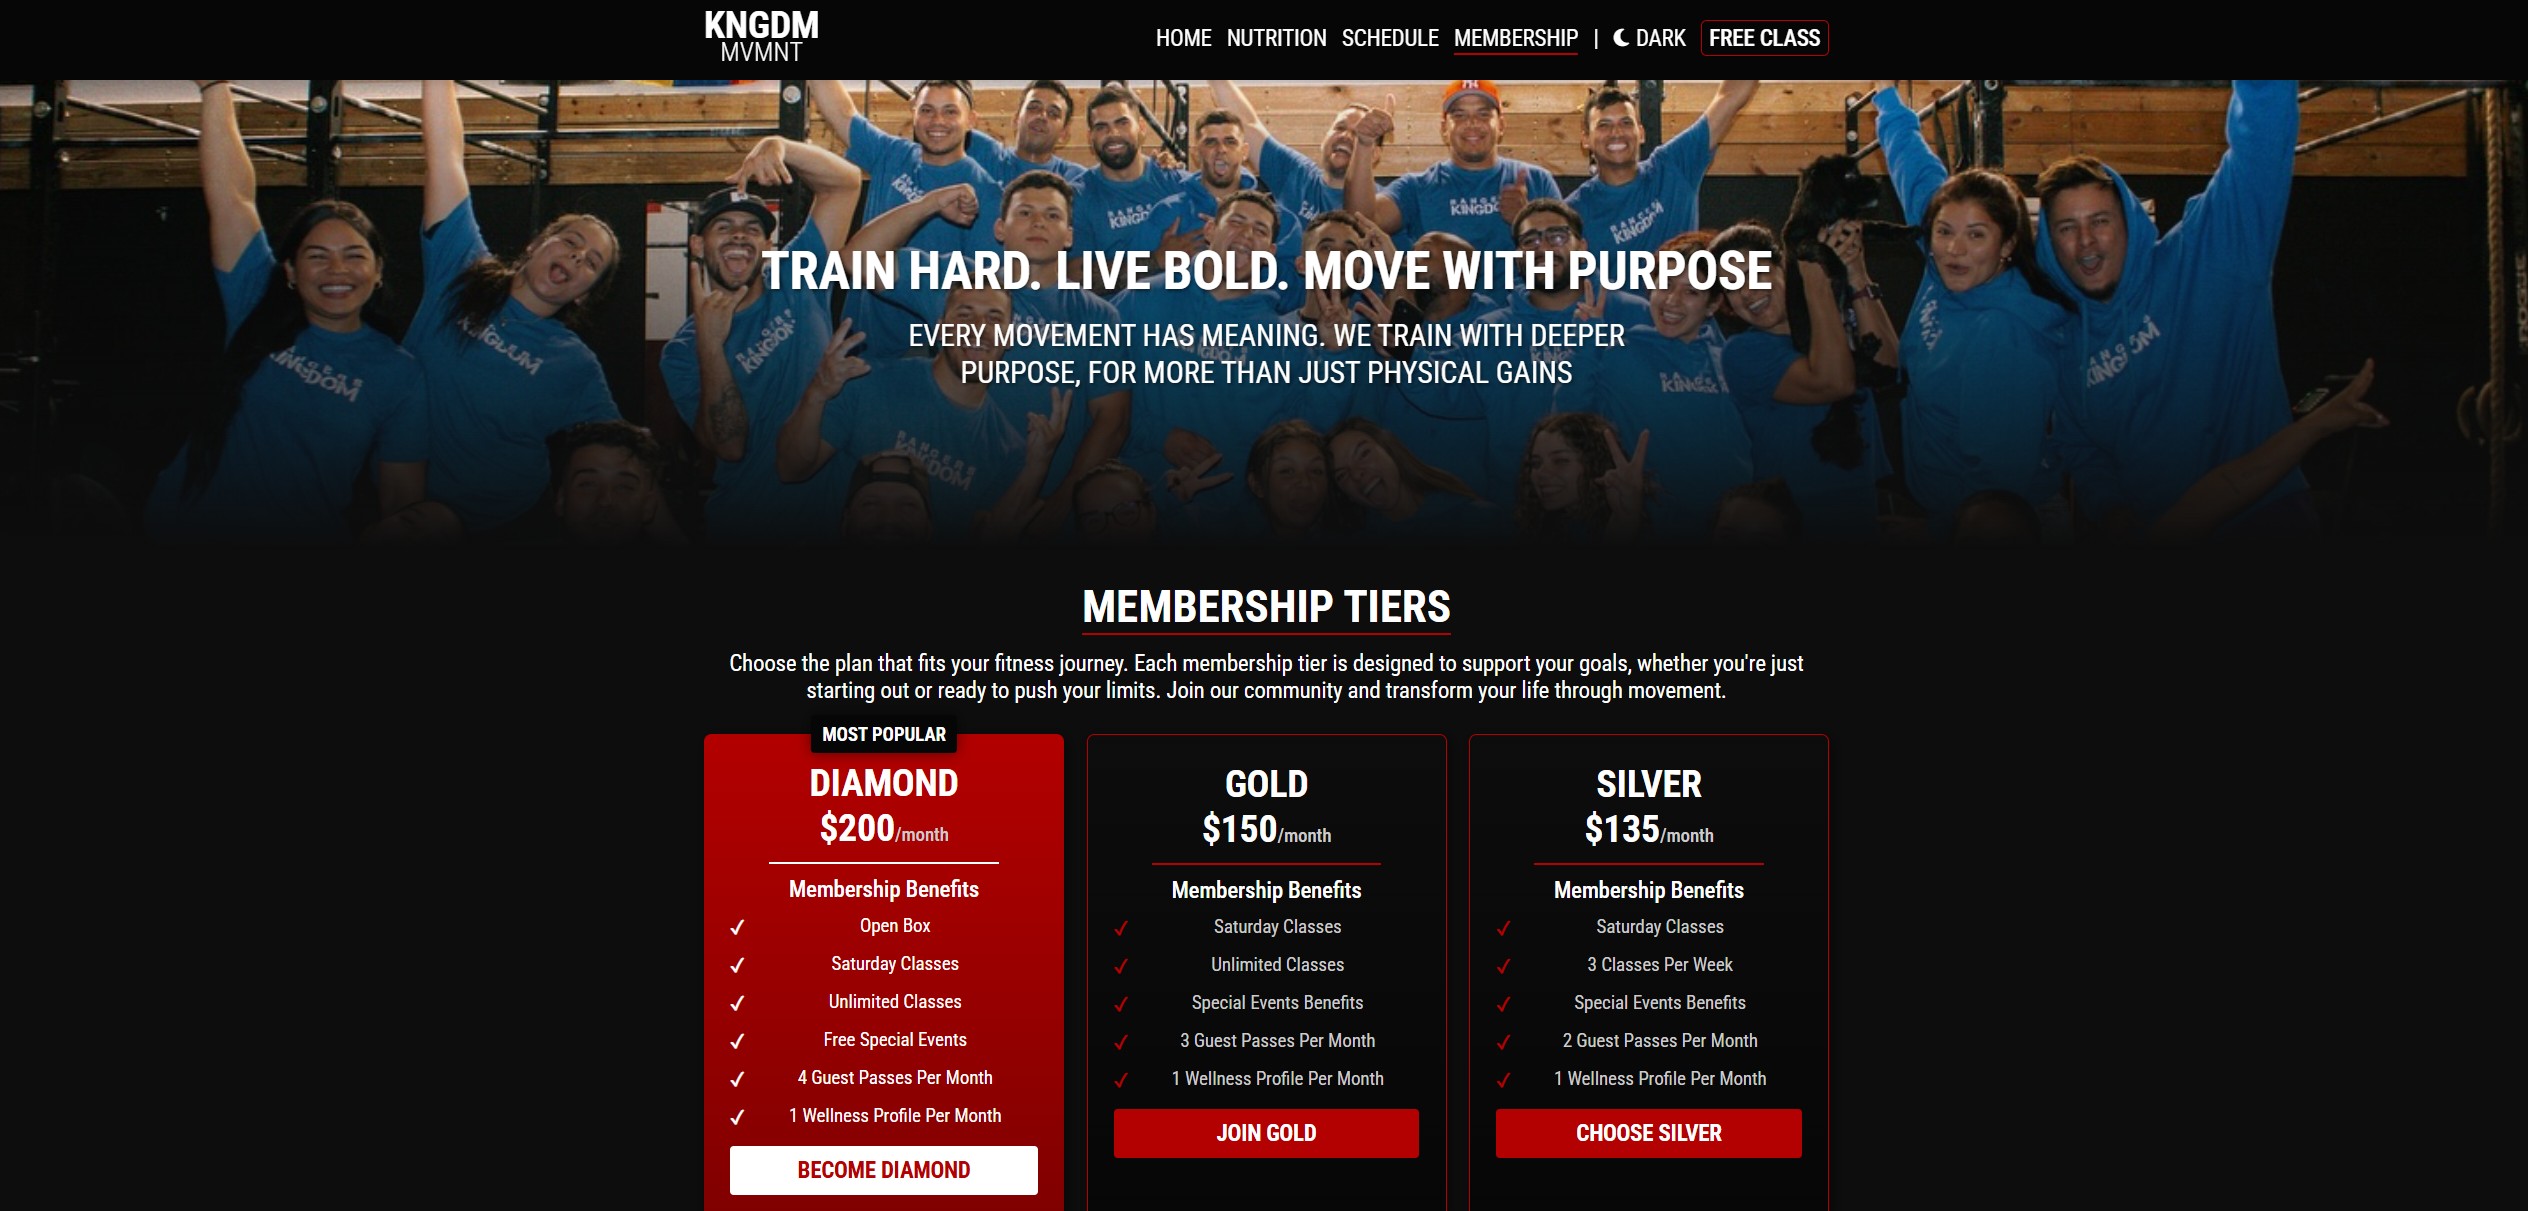 KNGDM
MVMNT
HOME NUTRITION SCHEDULE MEMBERSHIP | DARK FREE CLASS
TRAIN HARD. LIVE BOLD. MOVE WITH PURPOSE
EVERY MOVEMENT HAS MEANING. WE TRAIN WITH DEEPER
PURPOSE, FOR MORE THAN JUST PHYSICAL GAINS
RANGERS
KINGDOM
MEMBERSHIP TIERS
Choose the plan that fits your fitness journey. Each membership tier is designed to support your goals, whether you're just
starting out or ready to push your limits. Join our community and transform your life through movement.
MOST POPULAR
DIAMOND
$200/month
Membership Benefits
✓ Open Box
✓ Saturday Classes
✓ Unlimited Classes
✓ Free Special Events
✓ 4 Guest Passes Per Month
✓ 1 Wellness Profile Per Month
BECOME DIAMOND
GOLD
$150/month
Membership Benefits
✓ Saturday Classes
✓ Unlimited Classes
✓ Special Events Benefits
✓ 3 Guest Passes Per Month
✓ 1 Wellness Profile Per Month
JOIN GOLD
SILVER
$135/month
Membership Benefits
✓ Saturday Classes
✓ 3 Classes Per Week
✓ Special Events Benefits
✓ 2 Guest Passes Per Month
✓ 1 Wellness Profile Per Month
CHOOSE SILVER